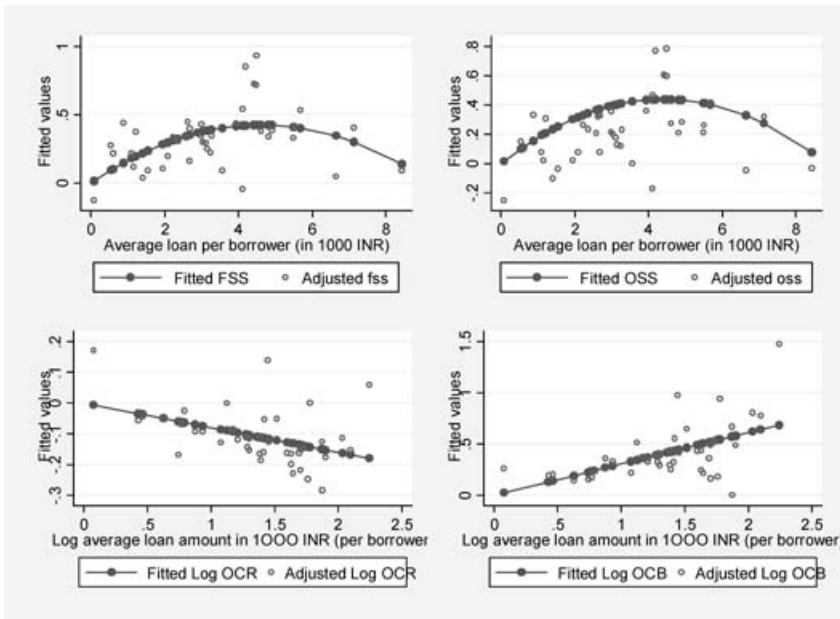 1
.5
0
Fitted values
0 2 4 6 8
Average loan per borrower (in 1000 INR)
Fitted FSS Adjusted fss
.8
.6
.4
.2
0
-.2
Fitted values
0 2 4 6 8
Average loan per borrower (in 1000 INR)
Fitted OSS Adjusted oss
.2
.1
0
-.1
-.2
-.3
Fitted values
0 .5 1 1.5 2 2.5
Log average loan amount in 1OOO INR (per borrower
Fitted Log OCR Adjusted Log OCR
1.5
1
.5
0
Fitted values
0 .5 1 1.5 2 2.5
Log average loan amount in 1OOO INR (per borrower
Fitted Log OCB Adjusted Log OCB